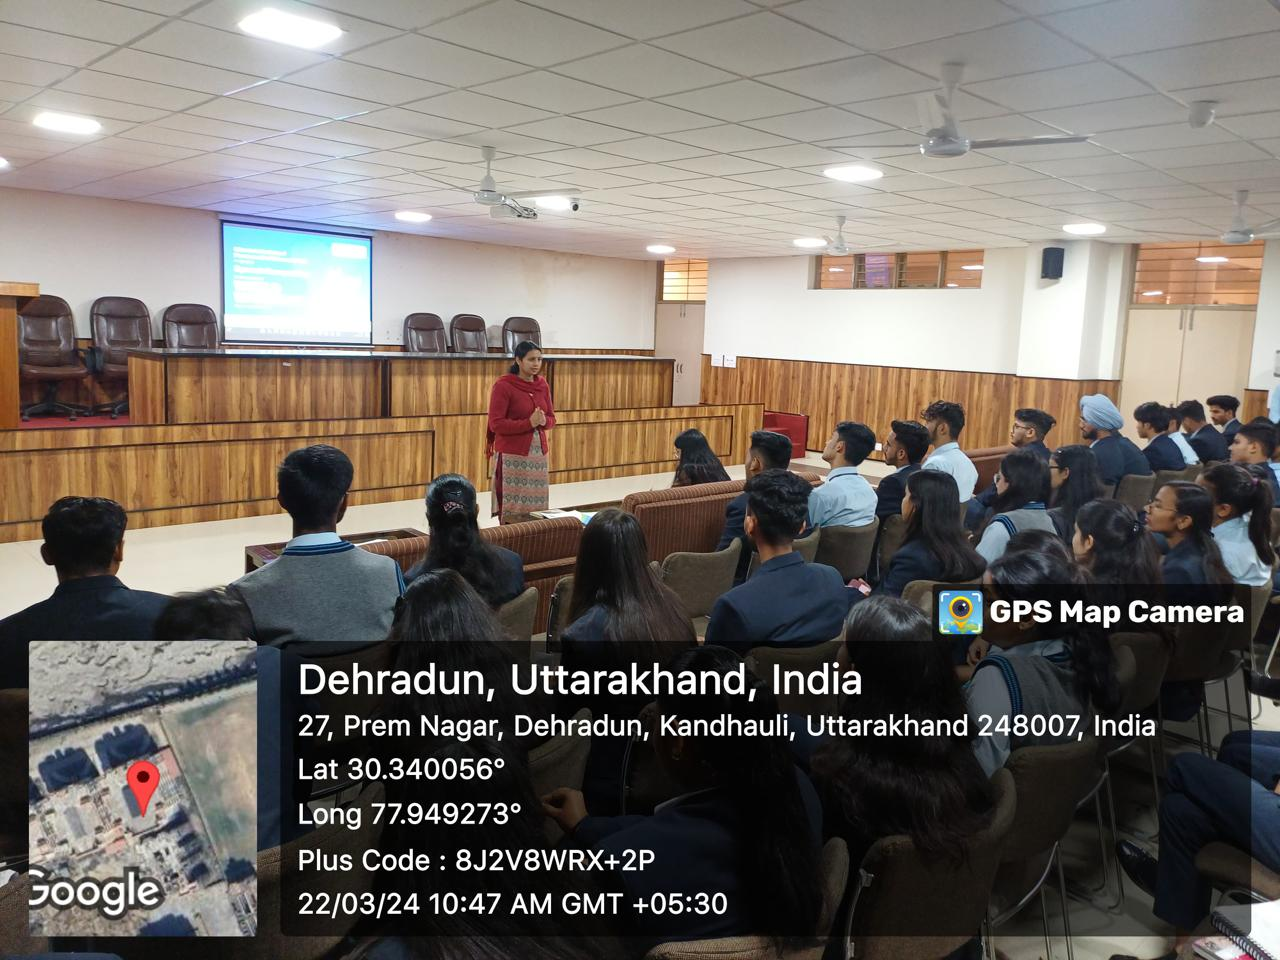 GPS Map Camera
Dehradun, Uttarakhand, India
27, Prem Nagar, Dehradun, Kandhauli, Uttarakhand 248007, India
Lat 30.340056°
Long 77.949273°
Plus Code : 8J2V8WRX+2P
22/03/24 10:47 AM GMT +05:30
Google